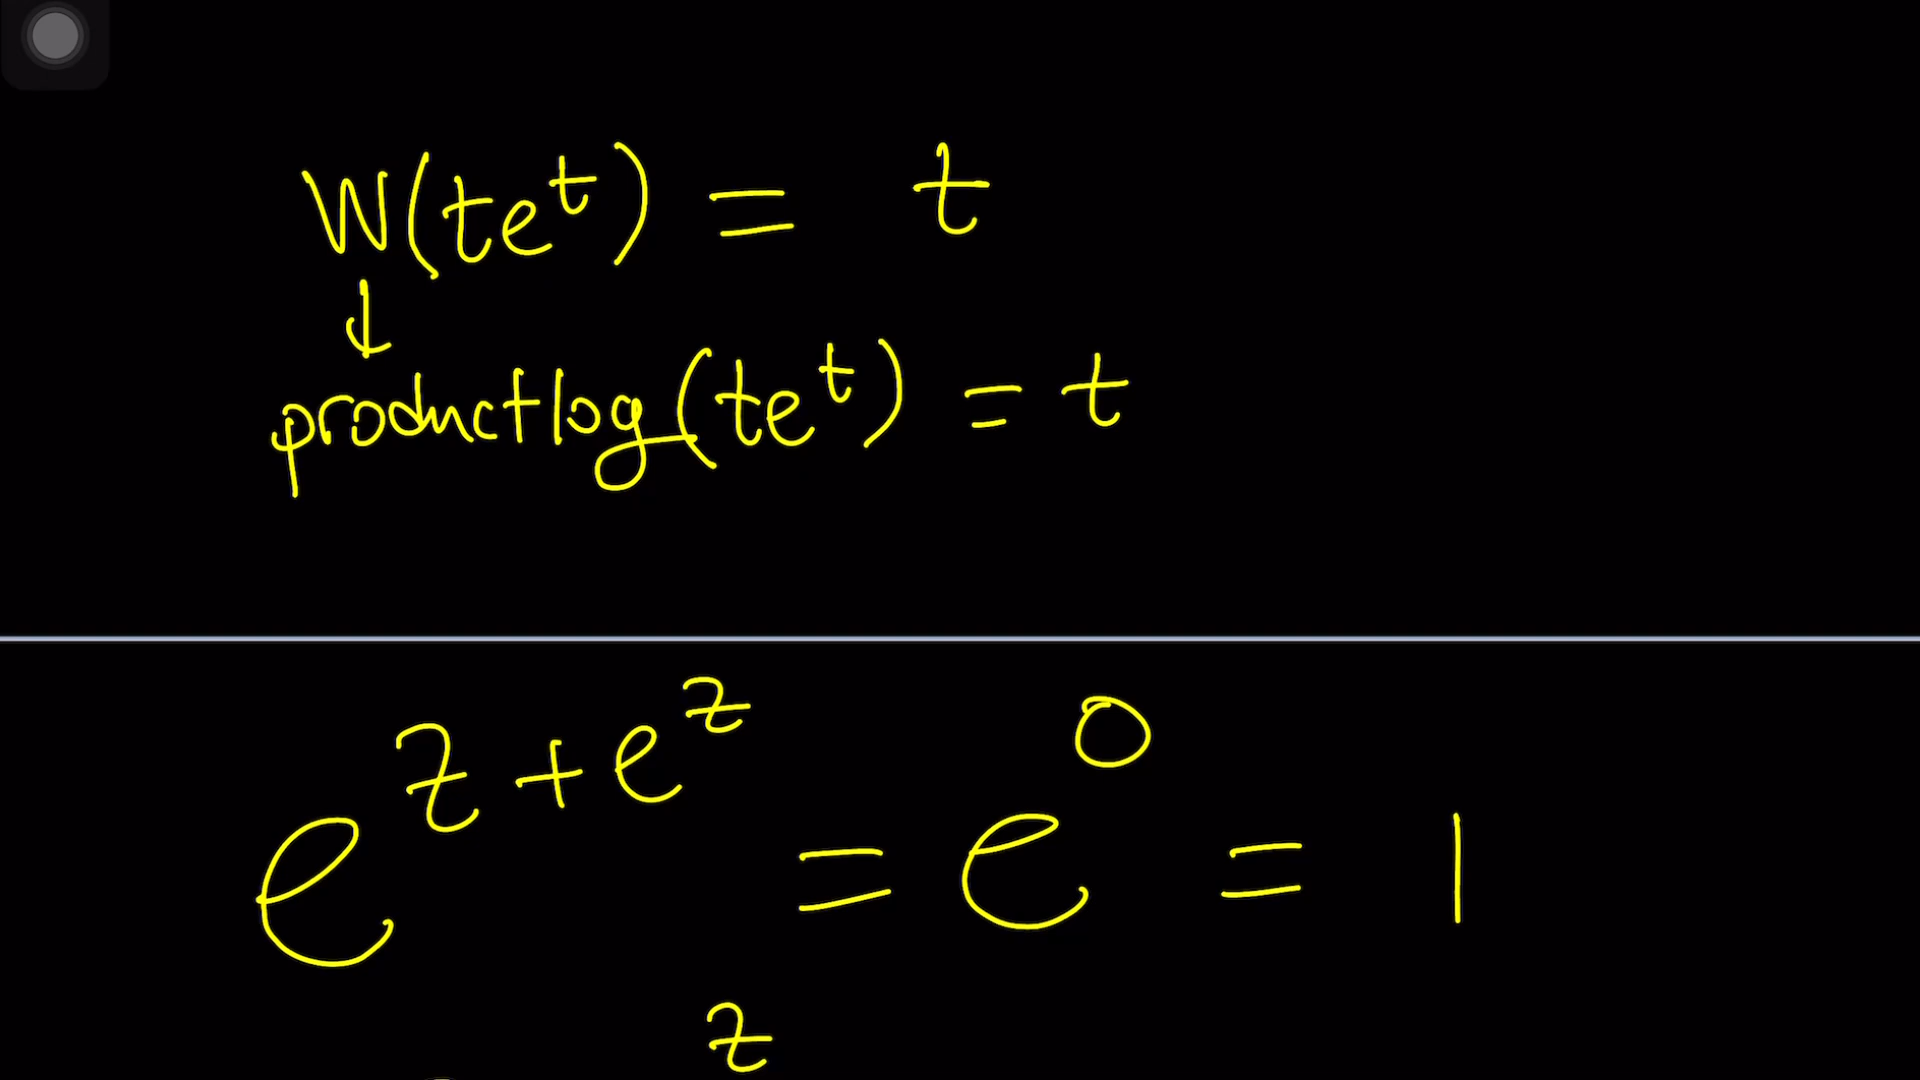 W(te^t) = t
↓
productlog(te^t) = t
e^{z+e^z} = e^0 = 1
z